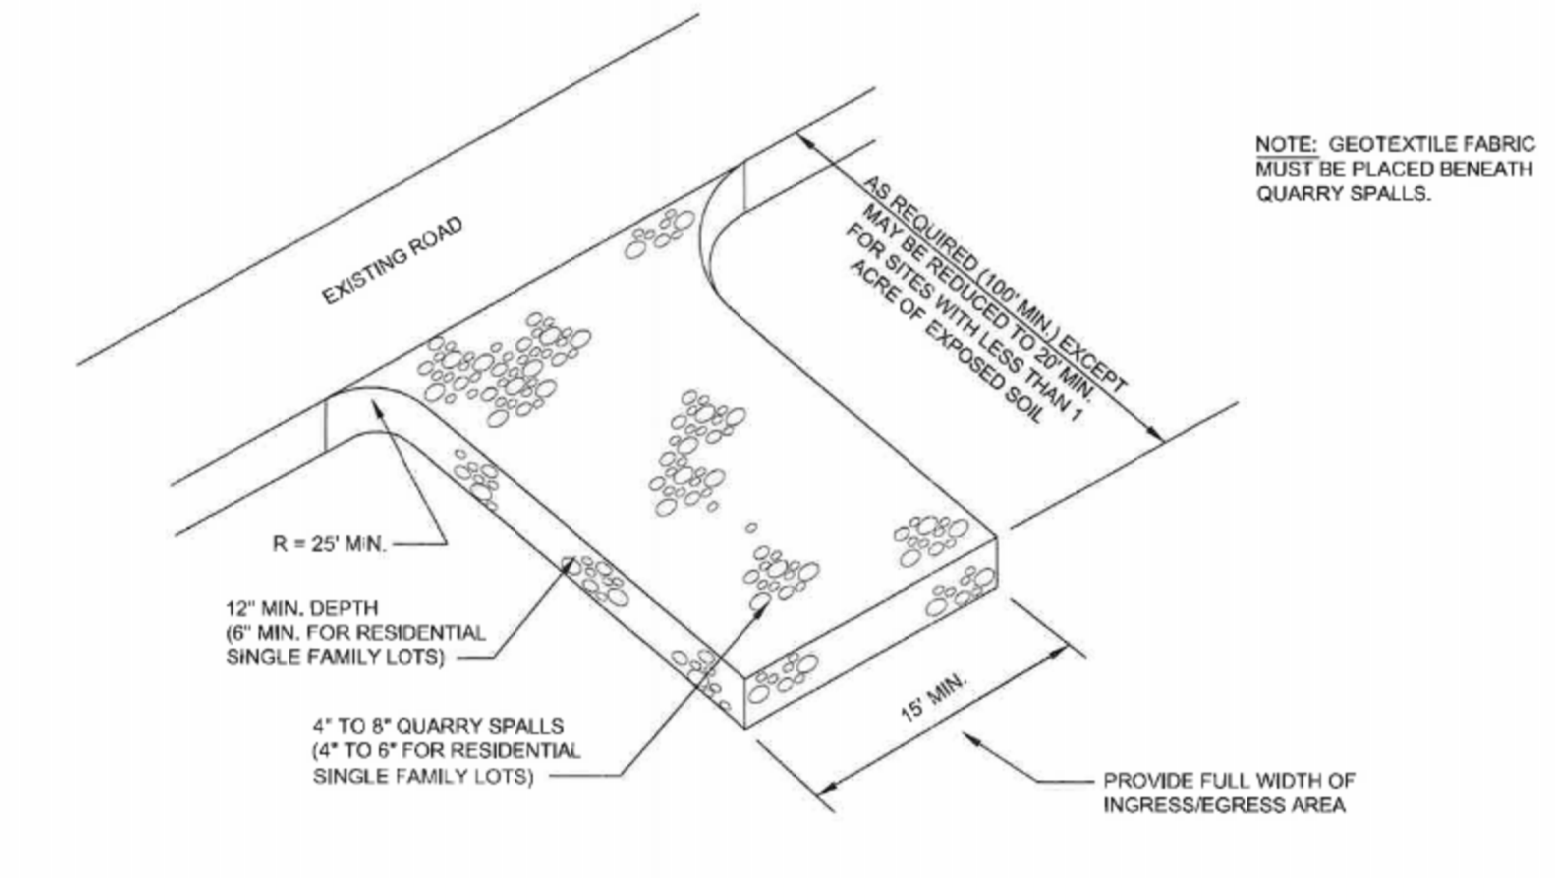 NOTE: GEOTEXTILE FABRIC
MUST BE PLACED BENEATH
QUARRY SPALLS.
EXISTING ROAD
AS REQUIRED (100' MIN.) EXCEPT
MAY BE REDUCED TO 20' MIN.
FOR SITES WITH LESS THAN 1
ACRE OF EXPOSED SOIL
R = 25' MIN.
12" MIN. DEPTH
(6" MIN. FOR RESIDENTIAL
SINGLE FAMILY LOTS)
4" TO 8" QUARRY SPALLS
(4" TO 6" FOR RESIDENTIAL
SINGLE FAMILY LOTS)
15' MIN.
PROVIDE FULL WIDTH OF
INGRESS/EGRESS AREA